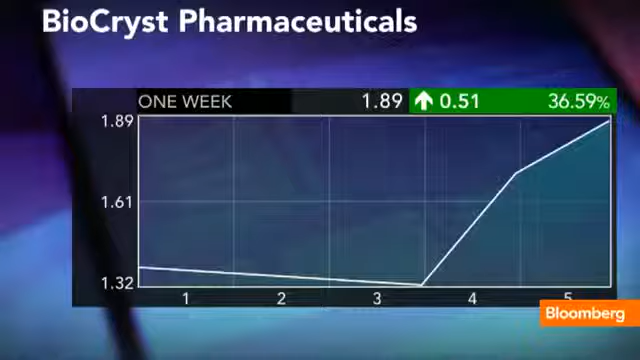 BioCryst Pharmaceuticals
ONE WEEK 1.89 0.51 36.59%
1.89
1.61
1.32
1 2 3 4
Bloomberg